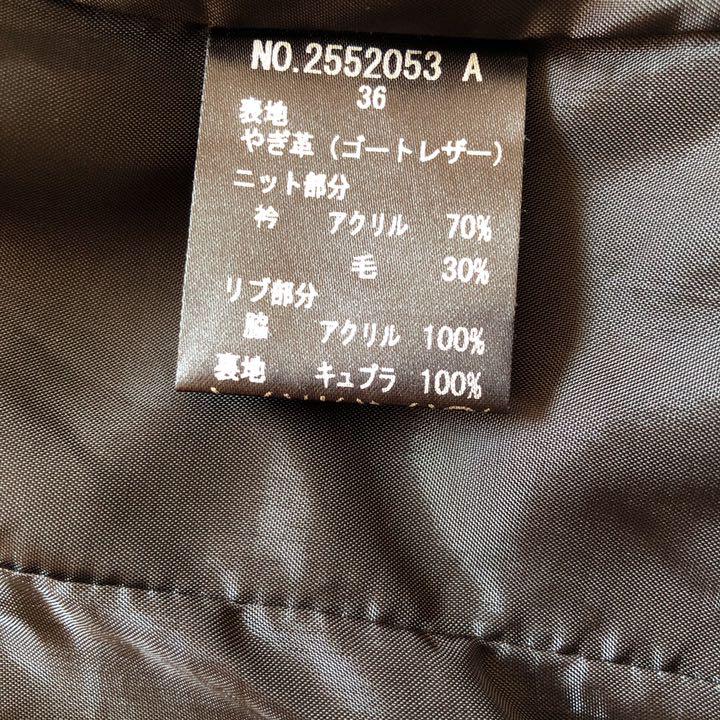 NO.2552053 A
36
表地
やぎ革 (ゴートレザー)
ニット部分
衿 アクリル 70%
毛 30%
リブ部分
脇 アクリル 100%
裏地 キュプラ 100%